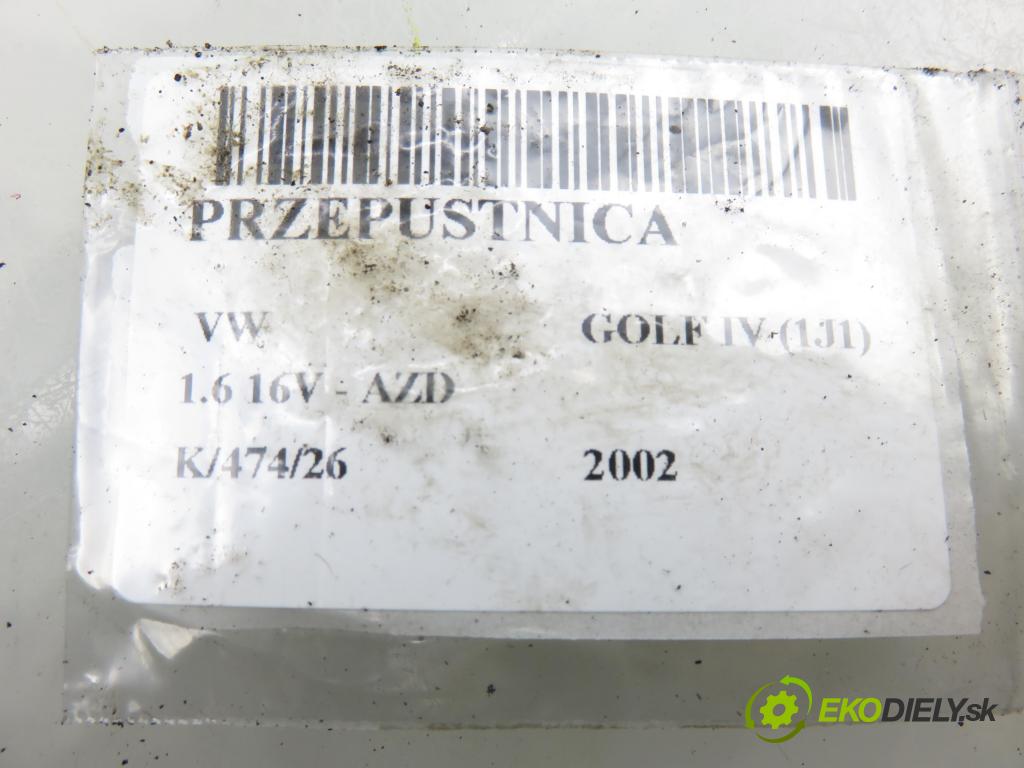 PRZEPUSTNICA
VW GOLF IV (1J1)
1.6 16V - AZD
K/474/26 2002
EKODIELY.sk